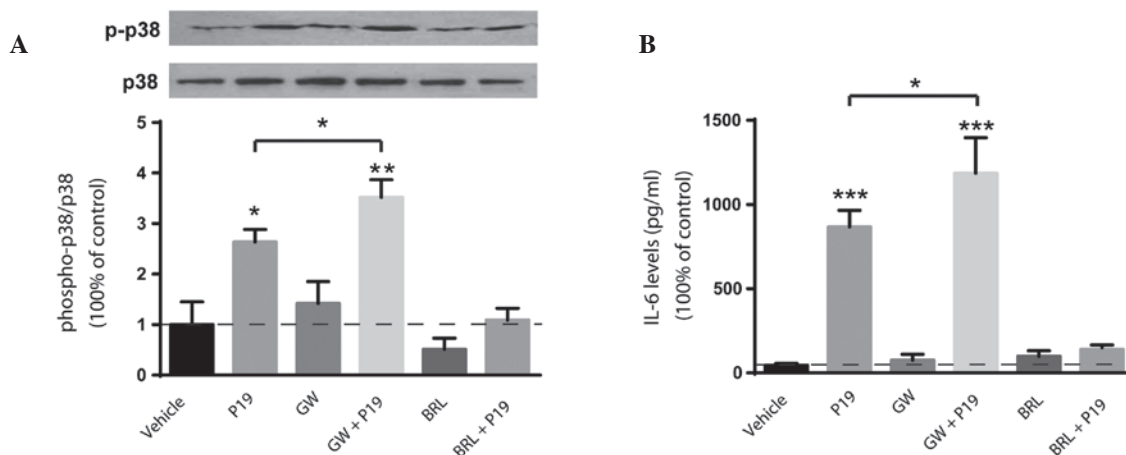 A
p-p38
p38
*
*
**
phospho-p38/p38
(100% of control)
5
4
3
2
1
0
Vehicle
P19
GW
GW + P19
BRL
BRL + P19
B
*
***
***
IL-6 levels (pg/ml)
(100% of control)
1500
1000
500
0
Vehicle
P19
GW
GW + P19
BRL
BRL + P19